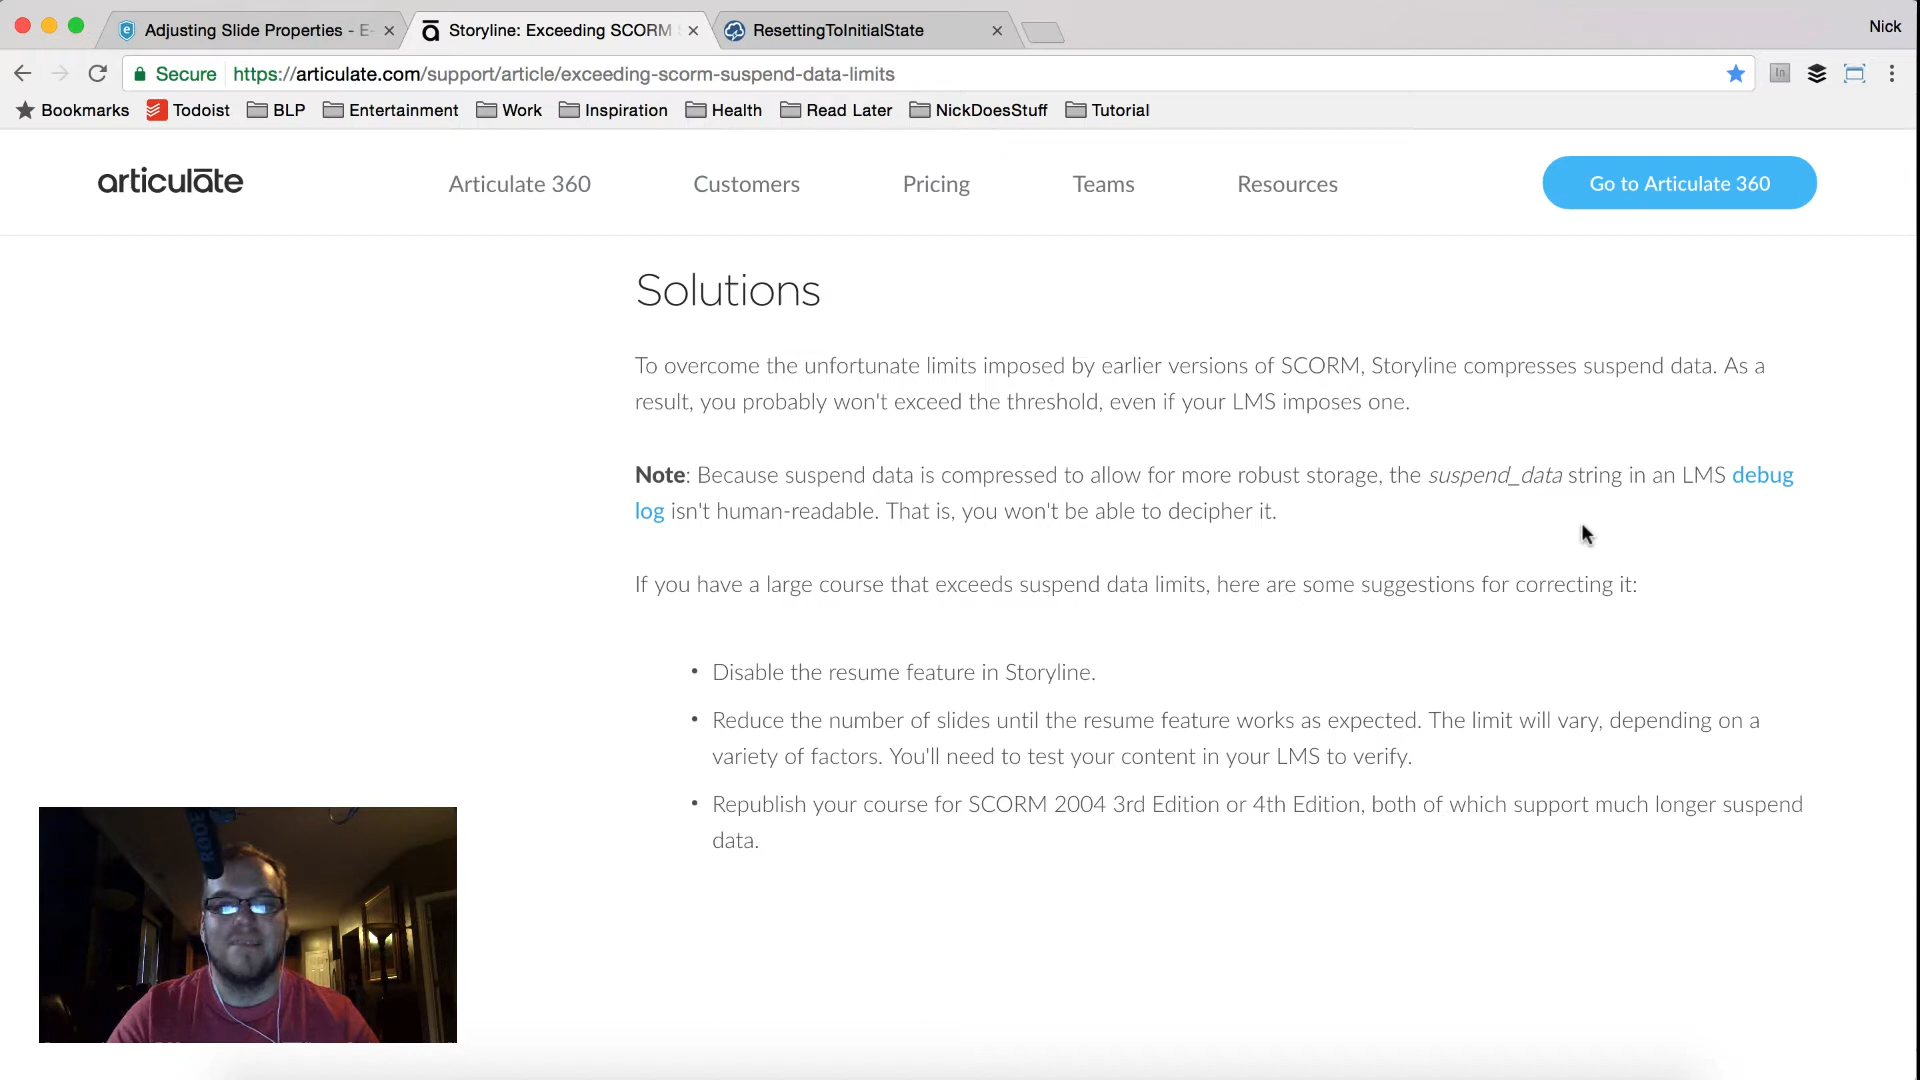 Adjusting Slide Properties - E-
Storyline: Exceeding SCORM S
ResettingToInitialState
Nick
Secure https://articulate.com/support/article/exceeding-scorm-suspend-data-limits
In
Bookmarks Todoist BLP Entertainment Work Inspiration Health Read Later NickDoesStuff Tutorial
articulate Articulate 360 Customers Pricing Teams Resources Go to Articulate 360
Solutions
To overcome the unfortunate limits imposed by earlier versions of SCORM, Storyline compresses suspend data. As a
result, you probably won't exceed the threshold, even if your LMS imposes one.
Note: Because suspend data is compressed to allow for more robust storage, the suspend_data string in an LMS debug
log isn't human-readable. That is, you won't be able to decipher it.
If you have a large course that exceeds suspend data limits, here are some suggestions for correcting it:
• Disable the resume feature in Storyline.
• Reduce the number of slides until the resume feature works as expected. The limit will vary, depending on a
variety of factors. You'll need to test your content in your LMS to verify.
• Republish your course for SCORM 2004 3rd Edition or 4th Edition, both of which support much longer suspend
data.
RODE